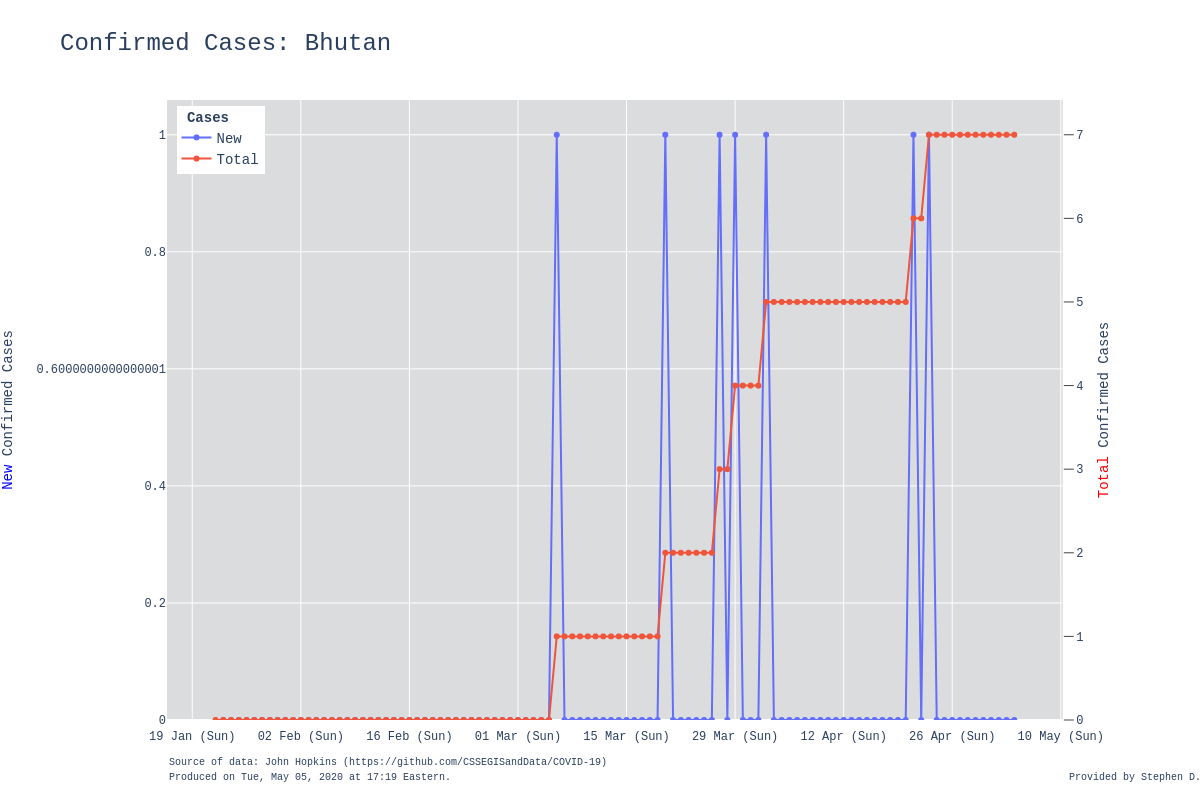 Confirmed Cases: Bhutan
Cases
New
Total
1
0.8
0.6000000000000001
0.4
0.2
0
7
6
5
4
3
2
1
0
New Confirmed Cases
Total Confirmed Cases
19 Jan (Sun) 02 Feb (Sun) 16 Feb (Sun) 01 Mar (Sun) 15 Mar (Sun) 29 Mar (Sun) 12 Apr (Sun) 26 Apr (Sun) 10 May (Sun)
Source of data: John Hopkins (https://github.com/CSSEGISandData/COVID-19)
Produced on Tue, May 05, 2020 at 17:19 Eastern.
Provided by Stephen D.